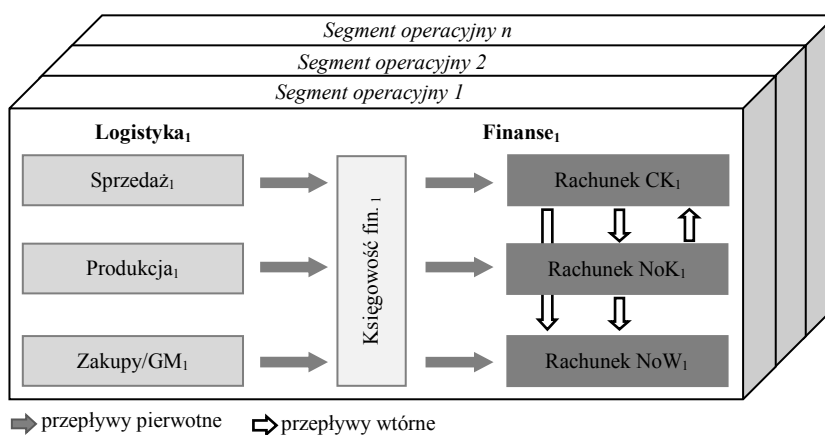 Segment operacyjny n
Segment operacyjny 2
Segment operacyjny 1
Logistyka₁
Finanse₁
Sprzedaż₁
Produkcja₁
Zakupy/GM₁
Księgowość fin. ₁
Rachunek CK₁
Rachunek NoK₁
Rachunek NoW₁
przepływy pierwotne
przepływy wtórne